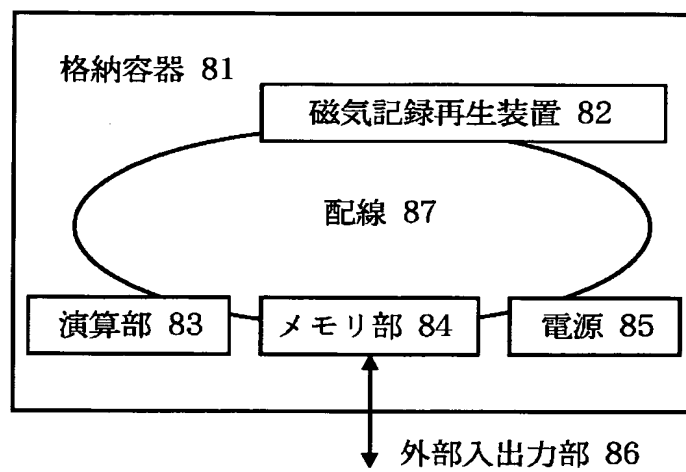 格納容器 81
磁気記録再生装置 82
配線 87
演算部 83
メモリ部 84
電源 85
外部入出力部 86